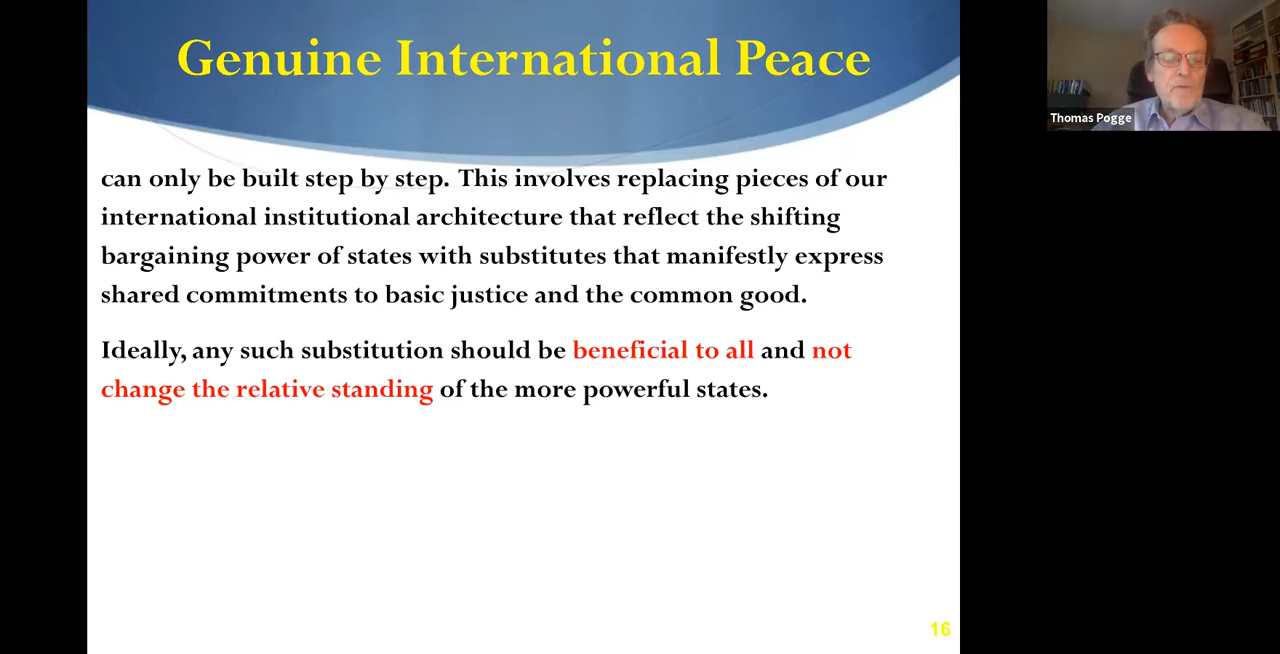 Genuine International Peace
Thomas Pogge
can only be built step by step. This involves replacing pieces of our
international institutional architecture that reflect the shifting
bargaining power of states with substitutes that manifestly express
shared commitments to basic justice and the common good.
Ideally, any such substitution should be beneficial to all and not
change the relative standing of the more powerful states.
16